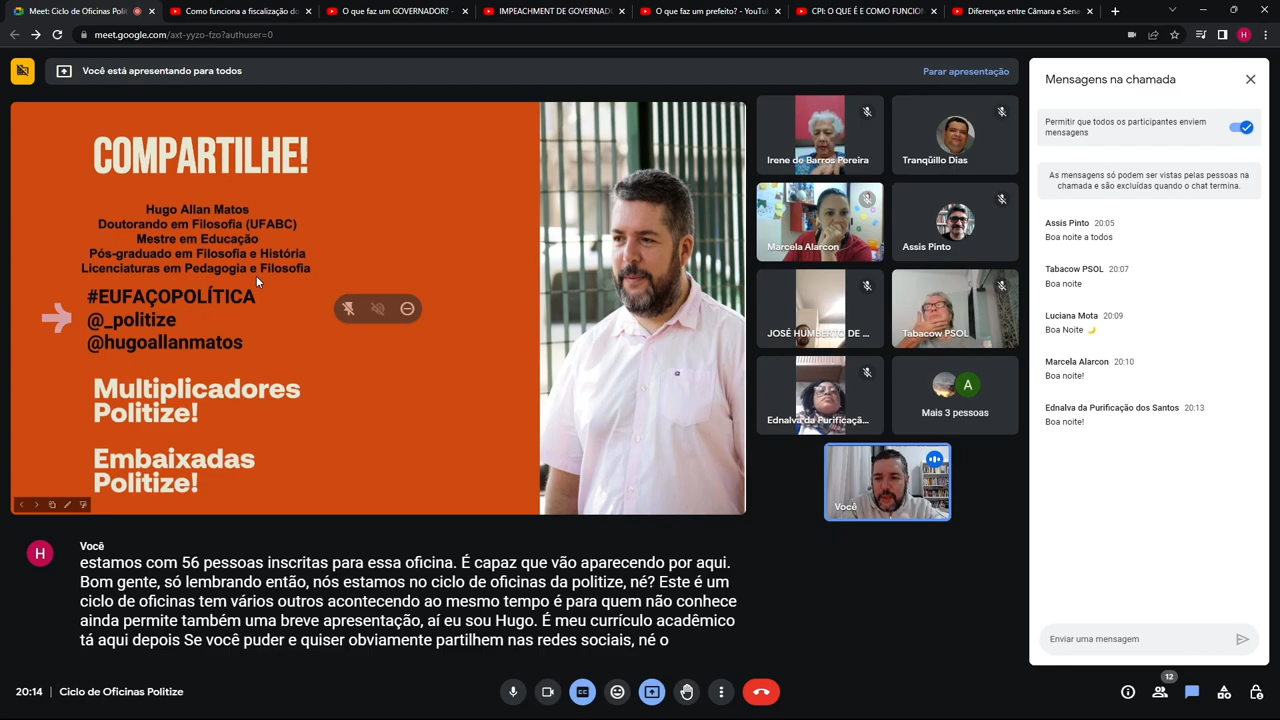 Meet: Ciclo de Oficinas Poli
Como funciona a fiscalização do
O que faz um GOVERNADOR? -
IMPEACHMENT DE GOVERNAD
O que faz um prefeito? - YouTu
CPI: O QUE É E COMO FUNCION
Diferenças entre Câmara e Sena
meet.google.com/axt-yyzo-fzo?authuser=0
H
Você está apresentando para todos
Parar apresentação
COMPARTILHE!
Hugo Allan Matos
Doutorando em Filosofia (UFABC)
Mestre em Educação
Pós-graduado em Filosofia e História
Licenciaturas em Pedagogia e Filosofia
#EUFAÇOPOLÍTICA
@_politize
@hugoallanmatos
Multiplicadores
Politize!
Embaixadas
Politize!
Irene de Barros Pereira
Tranqüillo Dias
Marcela Alarcon
Assis Pinto
JOSÉ HUMBERTO DE ...
Tabacow PSOL
Ednalva da Purificaçã...
A
Mais 3 pessoas
Você
Mensagens na chamada
Permitir que todos os participantes enviem
mensagens
As mensagens só podem ser vistas pelas pessoas na
chamada e são excluídas quando o chat termina.
Assis Pinto 20:05
Boa noite a todos
Tabacow PSOL 20:07
Boa noite
Luciana Mota 20:09
Boa Noite 🌙
Marcela Alarcon 20:10
Boa noite!
Ednalva da Purificação dos Santos 20:13
Boa noite!
Enviar uma mensagem
H
Você
estamos com 56 pessoas inscritas para essa oficina. É capaz que vão aparecendo por aqui.
Bom gente, só lembrando então, nós estamos no ciclo de oficinas da politize, né? Este é um
ciclo de oficinas tem vários outros acontecendo ao mesmo tempo é para quem não conhece
ainda permite também uma breve apresentação, aí eu sou Hugo. É meu currículo acadêmico
tá aqui depois Se você puder e quiser obviamente partilhem nas redes sociais, né o
20:14 | Ciclo de Oficinas Politize
CC
12